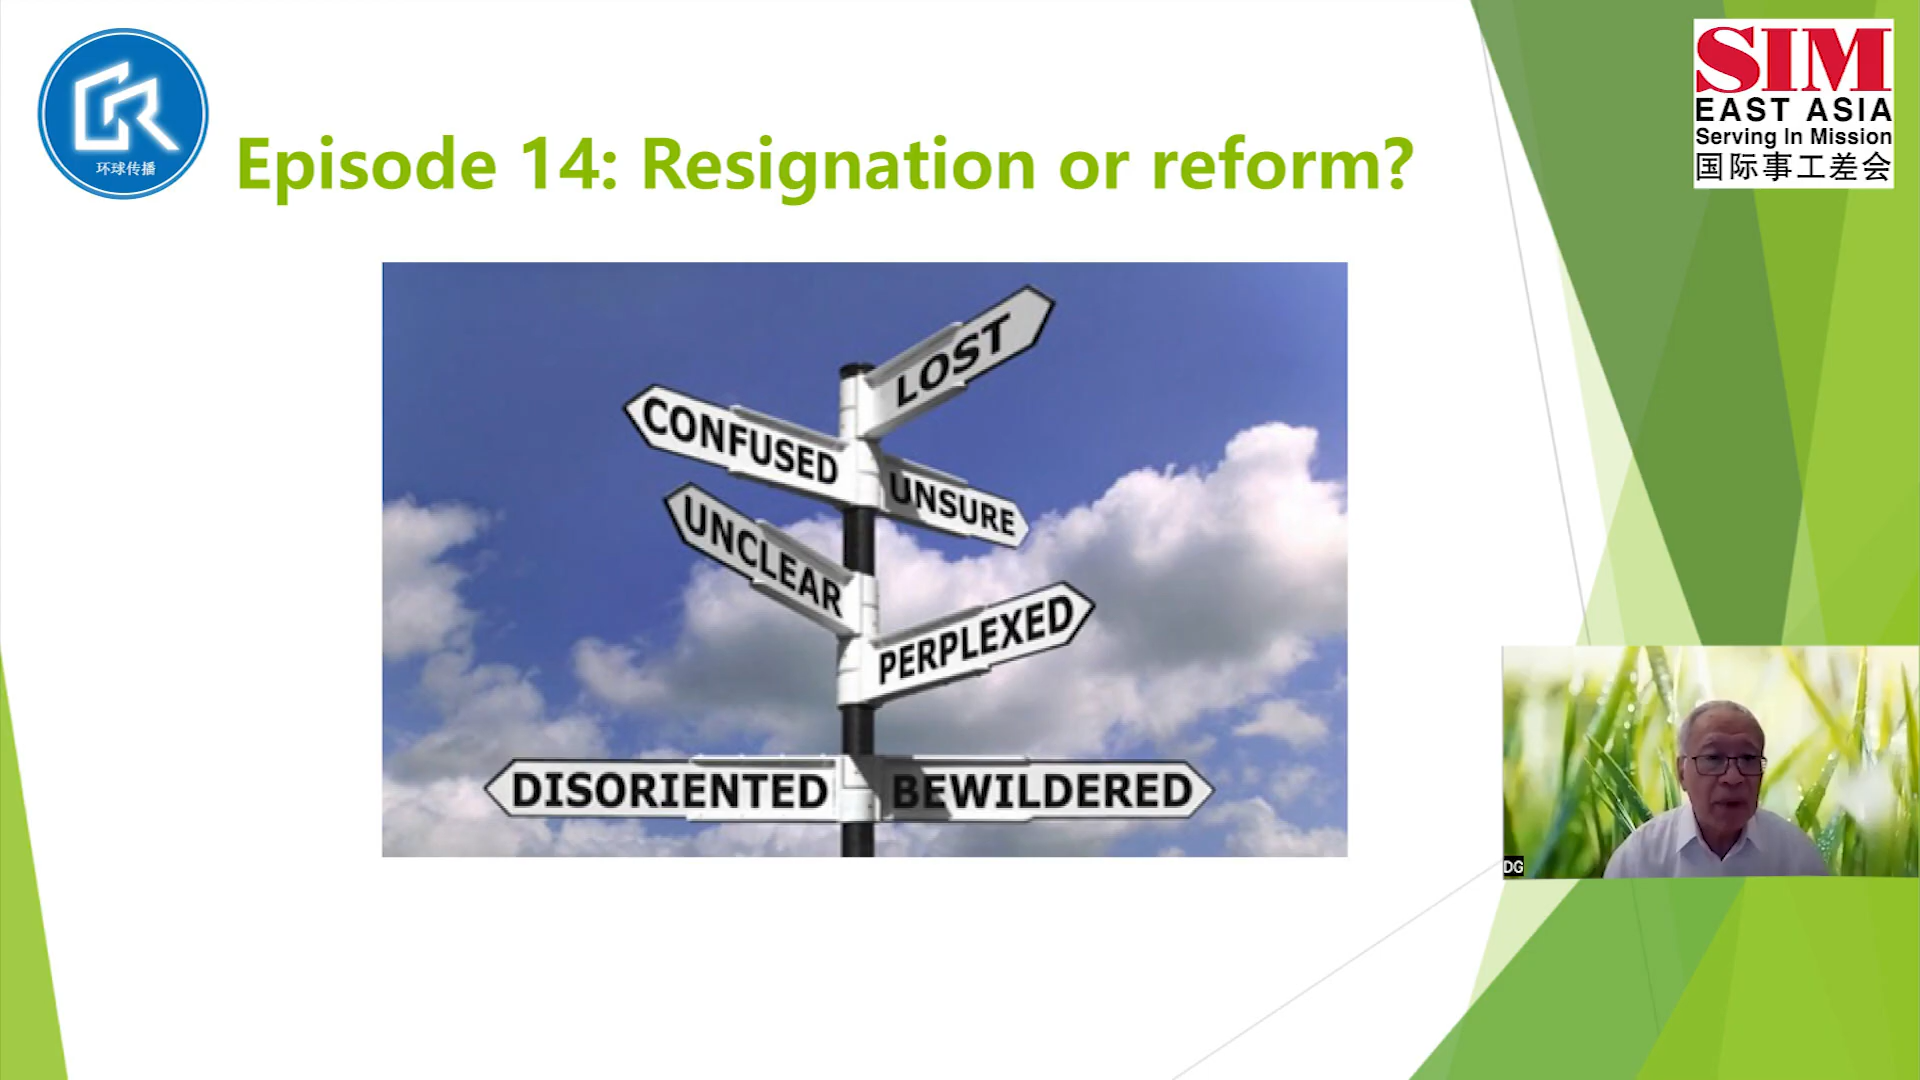 环球传播
Episode 14: Resignation or reform?
SIM
EAST ASIA
Serving In Mission
国际事工差会
LOST
CONFUSED
UNSURE
UNCLEAR
PERPLEXED
DISORIENTED BEWILDERED
DG